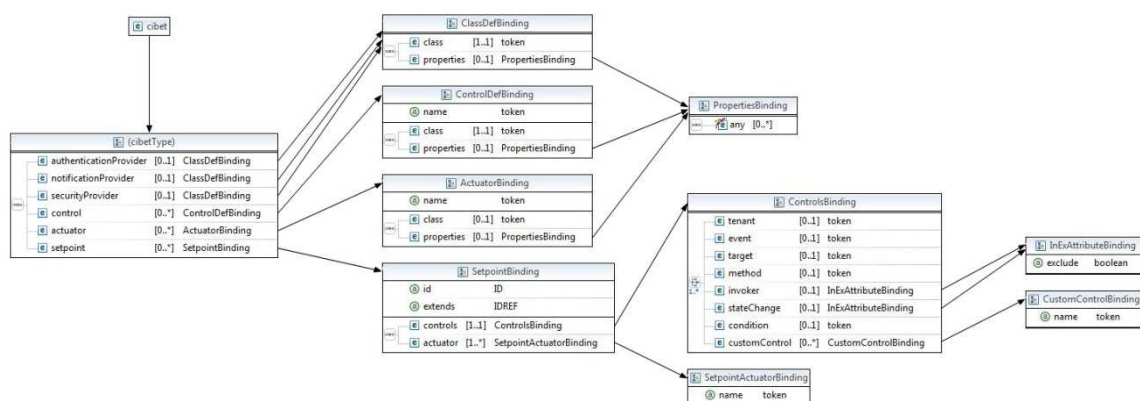 cibet
(cibetType)
authenticationProvider [0..1] ClassDefBinding
notificationProvider [0..1] ClassDefBinding
securityProvider [0..1] ClassDefBinding
control [0..*] ControlDefBinding
actuator [0..*] ActuatorBinding
setpoint [0..*] SetpointBinding
ClassDefBinding
class [1..1] token
properties [0..1] PropertiesBinding
ControlDefBinding
name token
class [1..1] token
properties [0..1] PropertiesBinding
ActuatorBinding
name token
class [0..1] token
properties [0..1] PropertiesBinding
SetpointBinding
id ID
extends IDREF
controls [1..1] ControlsBinding
actuator [1..*] SetpointActuatorBinding
PropertiesBinding
any [0..*]
ControlsBinding
tenant [0..1] token
event [0..1] token
target [0..1] token
method [0..1] token
invoker [0..1] InExAttributeBinding
stateChange [0..1] InExAttributeBinding
condition [0..1] token
customControl [0..*] CustomControlBinding
SetpointActuatorBinding
name token
InExAttributeBinding
exclude boolean
CustomControlBinding
name token